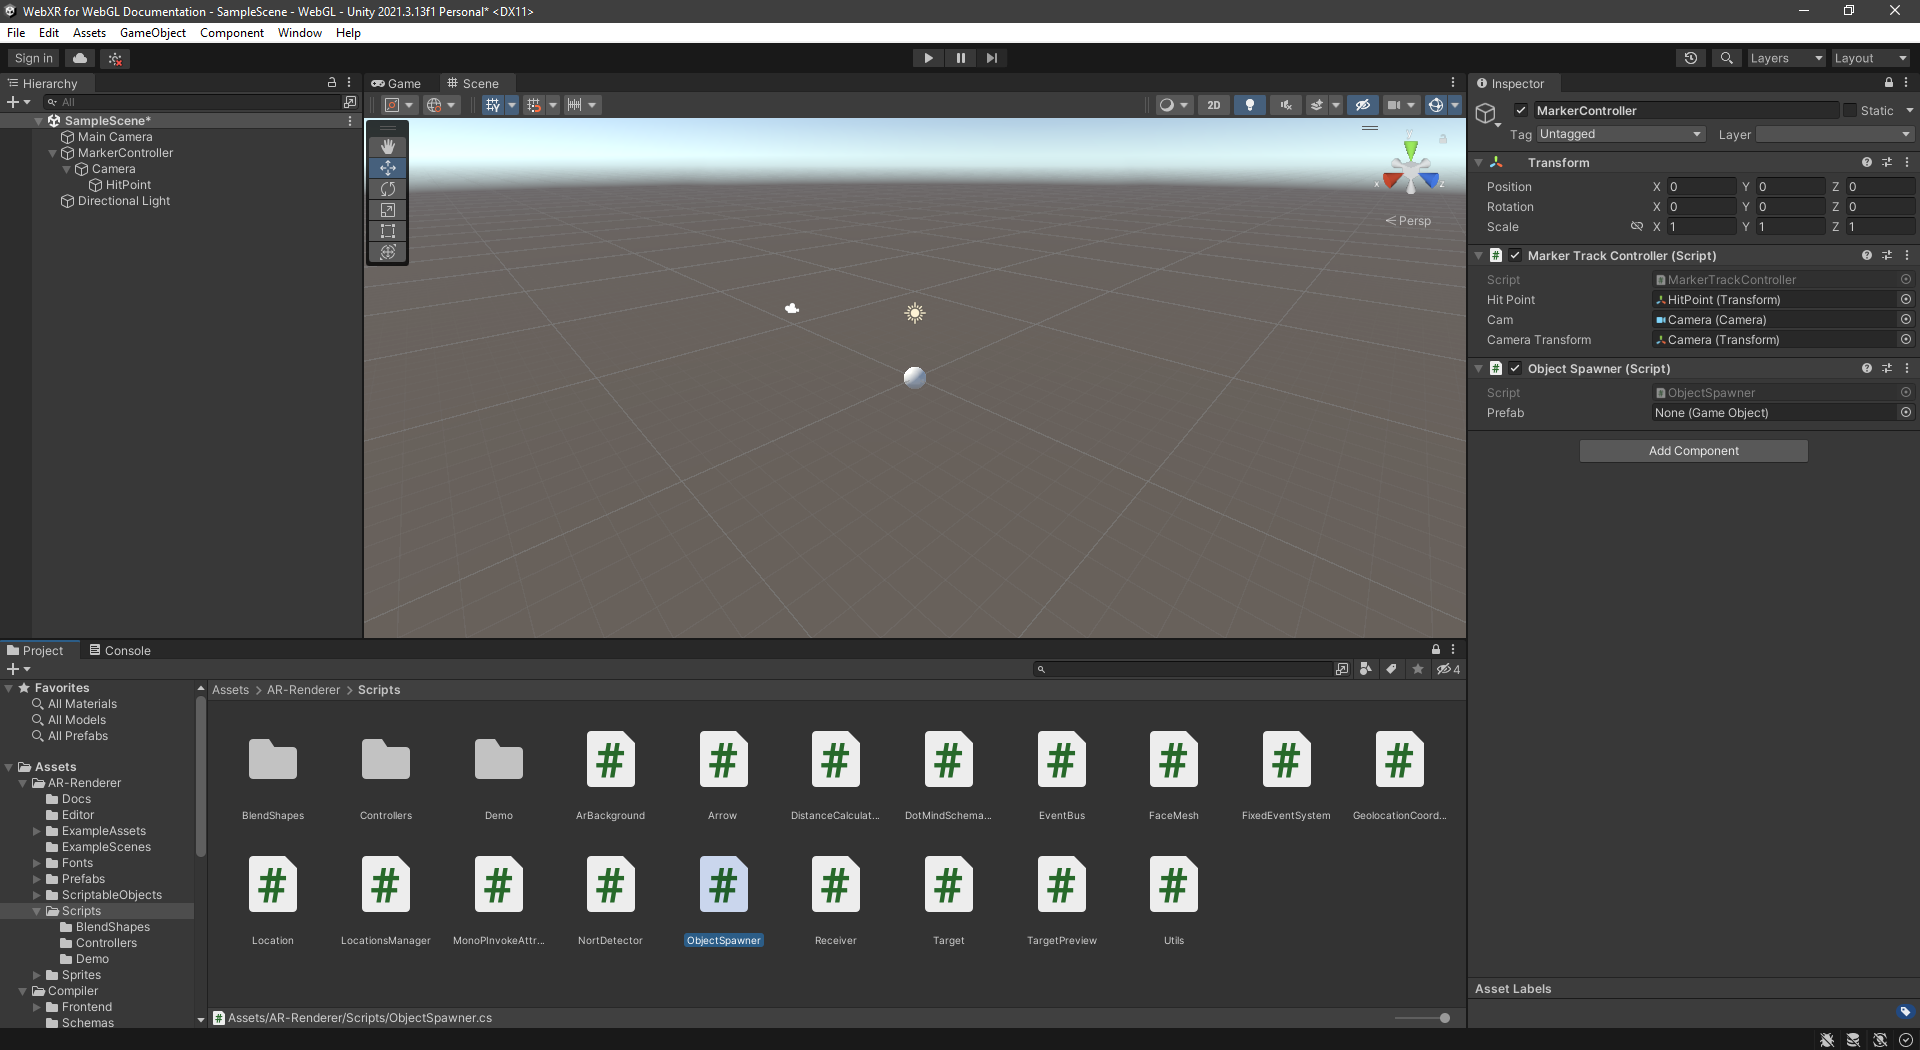 WebXR for WebGL Documentation - SampleScene - WebGL - Unity 2021.3.13f1 Personal* <DX11>
File Edit Assets GameObject Component Window Help
Sign in
Layers
Layout
Hierarchy
All
SampleScene*
Main Camera
MarkerController
Camera
HitPoint
Directional Light
Game
Scene
2D
y
x
z
Persp
Inspector
MarkerController
Static
Tag Untagged
Layer
Transform
Position X 0 Y 0 Z 0
Rotation X 0 Y 0 Z 0
Scale X 1 Y 1 Z 1
# Marker Track Controller (Script)
Script MarkerTrackController
Hit Point HitPoint (Transform)
Cam Camera (Camera)
Camera Transform Camera (Transform)
# Object Spawner (Script)
Script ObjectSpawner
Prefab None (Game Object)
Add Component
Asset Labels
Project
Console
4
Favorites
All Materials
All Models
All Prefabs
Assets
AR-Renderer
Docs
Editor
ExampleAssets
ExampleScenes
Fonts
Prefabs
ScriptableObjects
Scripts
BlendShapes
Controllers
Demo
Sprites
Compiler
Frontend
Schemas
Assets > AR-Renderer > Scripts
# # # # # # # #
BlendShapes Controllers Demo ArBackground Arrow DistanceCalculat... DotMindSchema... EventBus FaceMesh FixedEventSystem GeolocationCoord...
# # # # # # # # #
Location LocationsManager MonoPInvokeAttr... NortDetector ObjectSpawner Receiver Target TargetPreview Utils
# Assets/AR-Renderer/Scripts/ObjectSpawner.cs